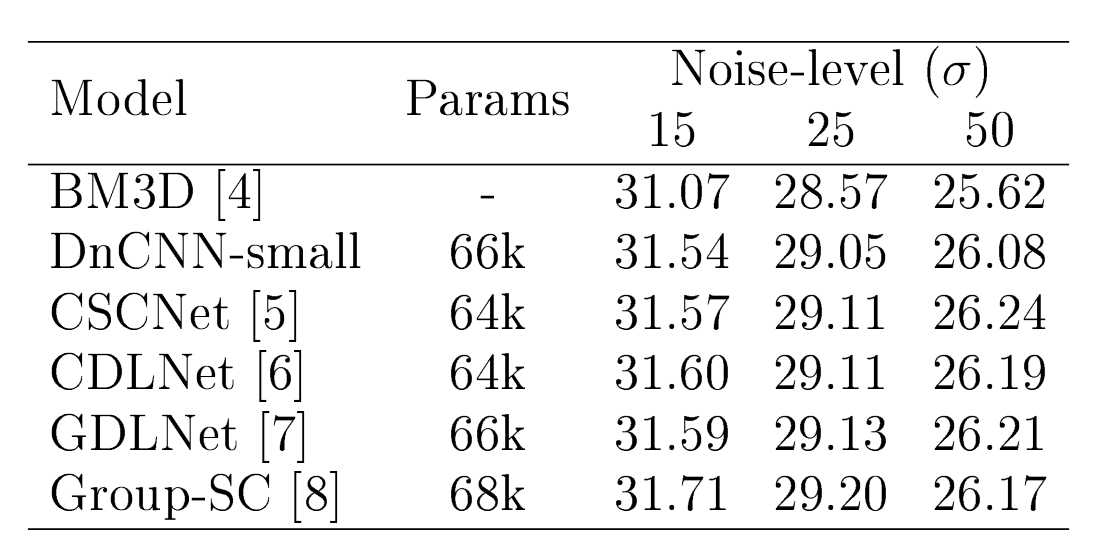 Model Params Noise-level (σ)
15 25 50
BM3D [4] - 31.07 28.57 25.62
DnCNN-small 66k 31.54 29.05 26.08
CSCNet [5] 64k 31.57 29.11 26.24
CDLNet [6] 64k 31.60 29.11 26.19
GDLNet [7] 66k 31.59 29.13 26.21
Group-SC [8] 68k 31.71 29.20 26.17